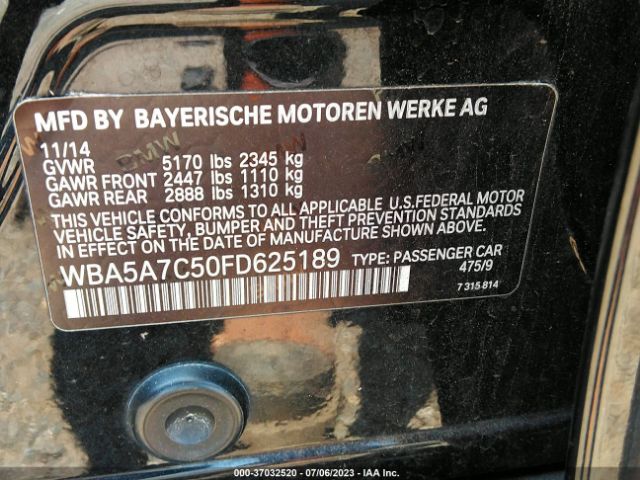 MFD BY BAYERISCHE MOTOREN WERKE AG
11/14
GVWR 5170 lbs 2345 kg
GAWR FRONT 2447 lbs 1110 kg
GAWR REAR 2888 lbs 1310 kg
THIS VEHICLE CONFORMS TO ALL APPLICABLE U.S.FEDERAL MOTOR
VEHICLE SAFETY, BUMPER AND THEFT PREVENTION STANDARDS
IN EFFECT ON THE DATE OF MANUFACTURE SHOWN ABOVE.
WBA5A7C50FD625189 TYPE: PASSENGER CAR
475/9
7 315 814
000-37032520 - 07/06/2023 - IAA Inc.